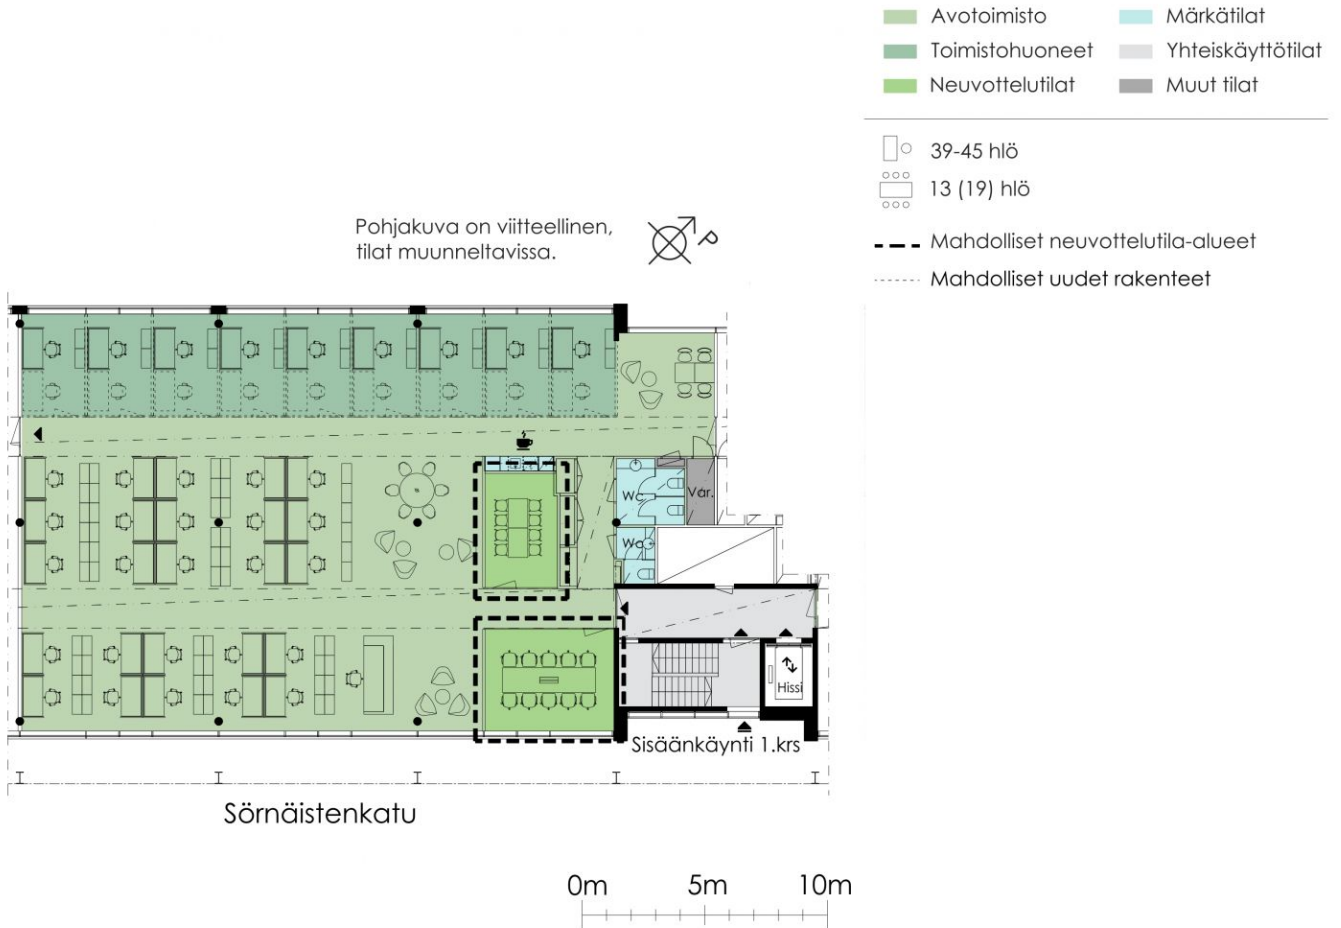 Avotoimisto
Märkätilat
Toimistohuoneet
Yhteiskäyttötilat
Neuvottelutilat
Muut tilat
39-45 hlö
13 (19) hlö
Pohjakuva on viitteellinen,
tilat muunneltavissa.
P
Mahdolliset neuvottelutila-alueet
Mahdolliset uudet rakenteet
Wc
Var.
Wc
Hissi
Sisäänkäynti 1.krs
Sörnäistenkatu
0m 5m 10m